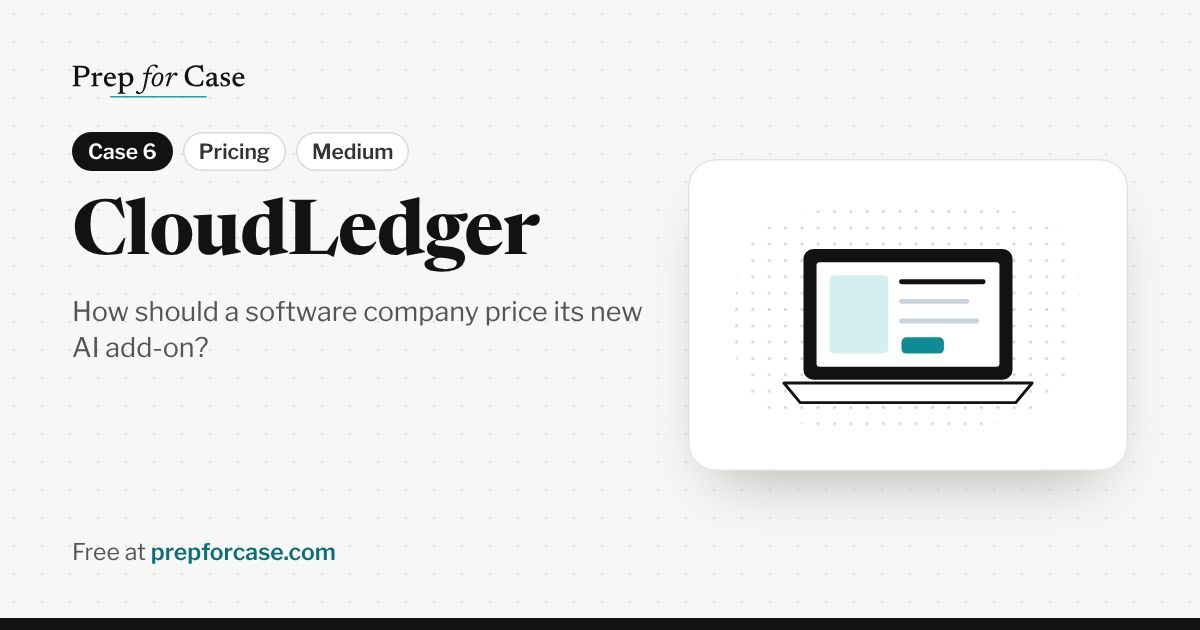 Prep for Case
Case 6 Pricing Medium
CloudLedger
How should a software company price its new
AI add-on?
Free at prepforcase.com